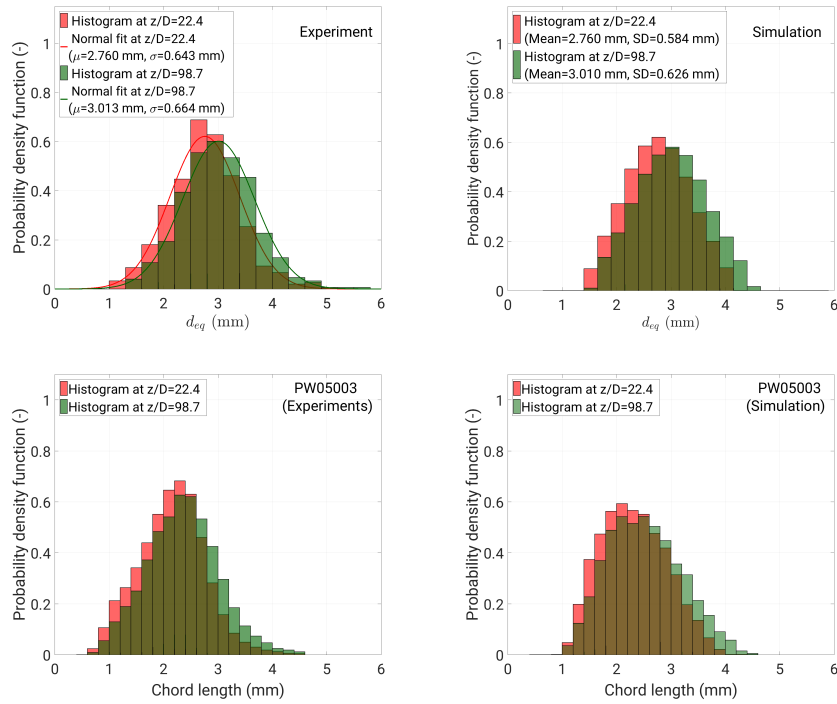 Histogram at z/D=22.4
Normal fit at z/D=22.4
(μ=2.760 mm, σ=0.643 mm)
Histogram at z/D=98.7
Normal fit at z/D=98.7
(μ=3.013 mm, σ=0.664 mm)
Experiment
Probability density function (-)
1
0.8
0.6
0.4
0.2
0
0 1 2 3 4 5 6
d_eq (mm)
Histogram at z/D=22.4
(Mean=2.760 mm, SD=0.584 mm)
Histogram at z/D=98.7
(Mean=3.010 mm, SD=0.626 mm)
Simulation
Probability density function (-)
1
0.8
0.6
0.4
0.2
0
0 1 2 3 4 5 6
d_eq (mm)
Histogram at z/D=22.4
Histogram at z/D=98.7
PW05003
(Experiments)
Probability density function (-)
1
0.8
0.6
0.4
0.2
0
0 1 2 3 4 5 6
Chord length (mm)
Histogram at z/D=22.4
Histogram at z/D=98.7
PW05003
(Simulation)
Probability density function (-)
1
0.8
0.6
0.4
0.2
0
0 1 2 3 4 5 6
Chord length (mm)